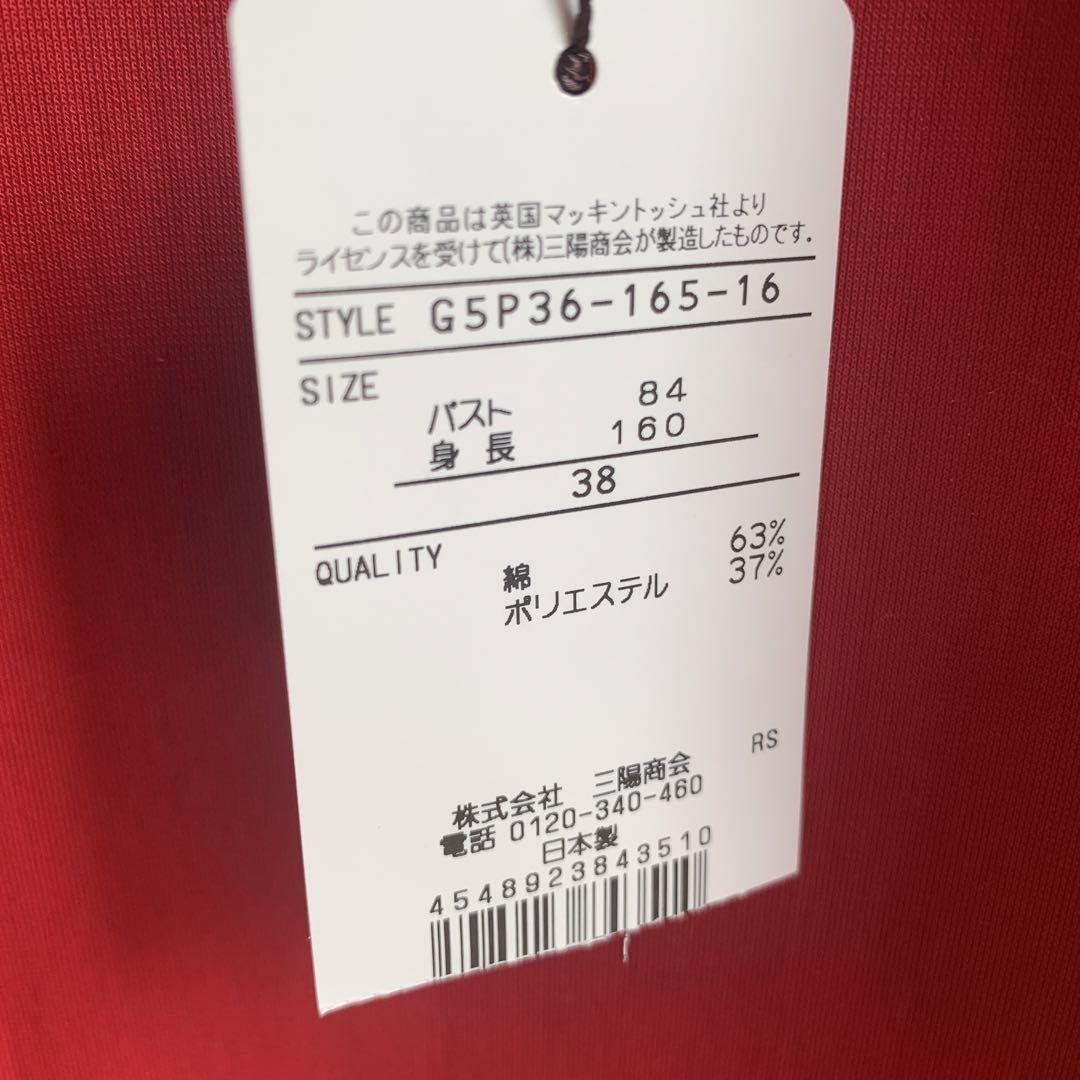 この商品は英国マッキントッシュ社より
ライセンスを受けて(株)三陽商会が製造したものです.
STYLE G5P36-165-16
SIZE
バスト 84
身 長 160
38
QUALITY
綿 63%
ポリエステル 37%
RS
株式会社 三陽商会
電話 0120-340-460
日本製
4548923843510